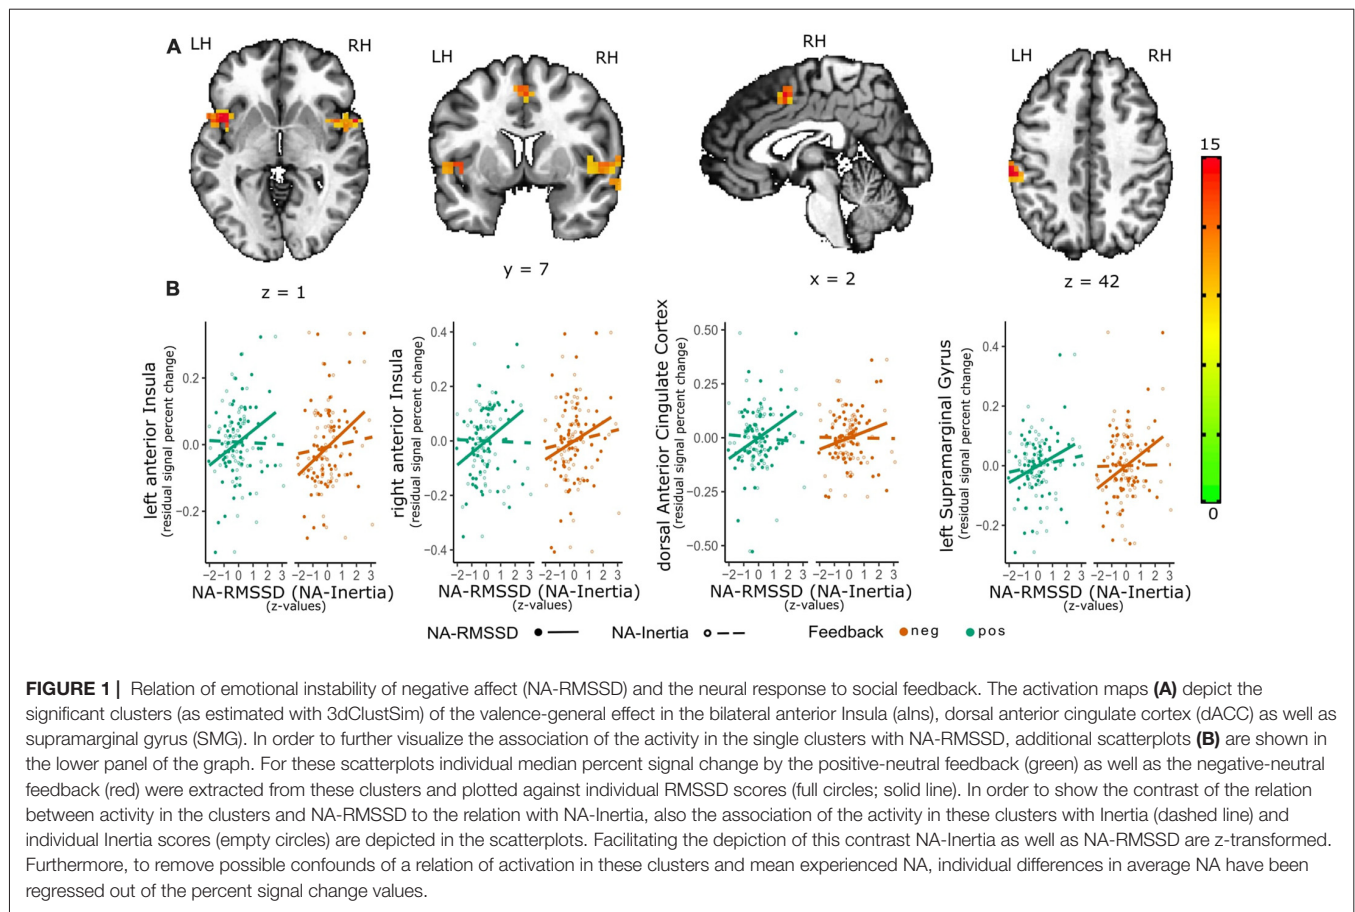 A
LH
RH
LH
RH
RH
LH
RH
15
0
z = 1
y = 7
x = 2
z = 42
B
left anterior Insula
(residual signal percent change)
0.2
0.0
−0.2
−2 −1 0 1 2 3
−2 −1 0 1 2 3
NA-RMSSD (NA-Inertia)
(z-values)
right anterior Insula
(residual signal percent change)
0.4
0.2
0.0
−0.2
−0.4
−2 −1 0 1 2 3
−2 −1 0 1 2 3
NA-RMSSD (NA-Inertia)
(z-values)
dorsal Anterior Cingulate Cortex
(residual signal percent change)
0.50
0.25
0.00
−0.25
−0.50
−2 −1 0 1 2 3
−2 −1 0 1 2 3
NA-RMSSD (NA-Inertia)
(z-values)
left Supramarginal Gyrus
(residual signal percent change)
0.4
0.2
0.0
−0.2
−2 −1 0 1 2 3
−2 −1 0 1 2 3
NA-RMSSD (NA-Inertia)
(z-values)
NA-RMSSD NA-Inertia Feedback neg pos
FIGURE 1 | Relation of emotional instability of negative affect (NA-RMSSD) and the neural response to social feedback. The activation maps (A) depict the
significant clusters (as estimated with 3dClustSim) of the valence-general effect in the bilateral anterior Insula (aIns), dorsal anterior cingulate cortex (dACC) as well as
supramarginal gyrus (SMG). In order to further visualize the association of the activity in the single clusters with NA-RMSSD, additional scatterplots (B) are shown in
the lower panel of the graph. For these scatterplots individual median percent signal change by the positive-neutral feedback (green) as well as the negative-neutral
feedback (red) were extracted from these clusters and plotted against individual RMSSD scores (full circles; solid line). In order to show the contrast of the relation
between activity in the clusters and NA-RMSSD to the relation with NA-Inertia, also the association of the activity in these clusters with Inertia (dashed line) and
individual Inertia scores (empty circles) are depicted in the scatterplots. Facilitating the depiction of this contrast NA-Inertia as well as NA-RMSSD are z-transformed.
Furthermore, to remove possible confounds of a relation of activation in these clusters and mean experienced NA, individual differences in average NA have been
regressed out of the percent signal change values.